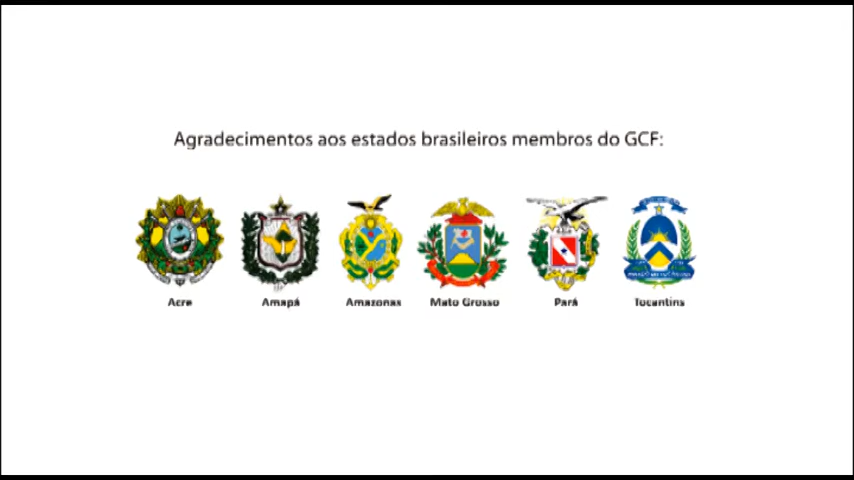 Agradecimentos aos estados brasileiros membros do GCF:
Acre Amapá Amazonas Mato Grosso Pará Tocantins